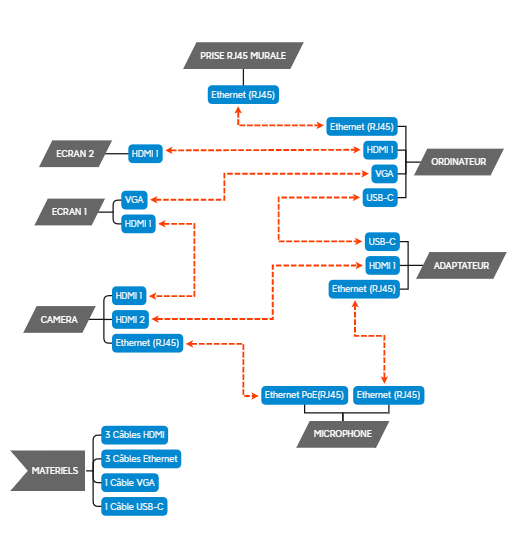 PRISE RJ45 MURALE
Ethernet (RJ45)
Ethernet (RJ45)
ECRAN 2
HDMI 1
HDMI 1
ORDINATEUR
VGA
ECRAN 1
VGA
USB-C
HDMI 1
USB-C
HDMI 1
ADAPTATEUR
Ethernet (RJ45)
HDMI 1
CAMERA
HDMI 2
Ethernet (RJ45)
Ethernet PoE(RJ45)
Ethernet (RJ45)
MICROPHONE
3 Câbles HDMI
3 Câbles Ethernet
MATERIELS
1 Câble VGA
1 Câble USB-C